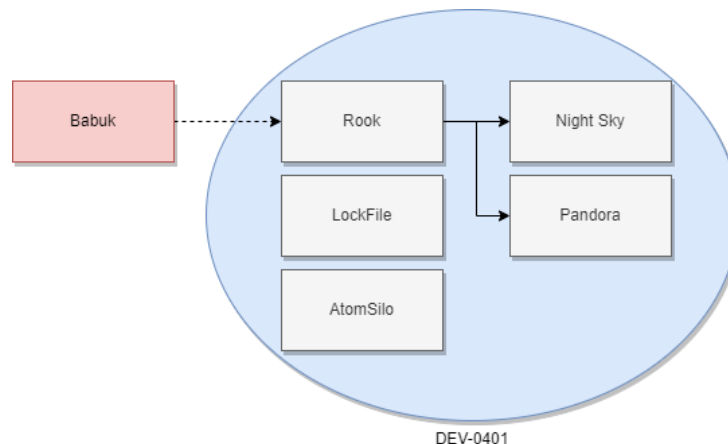 Babuk
Rook
Night Sky
LockFile
Pandora
AtomSilo
DEV-0401